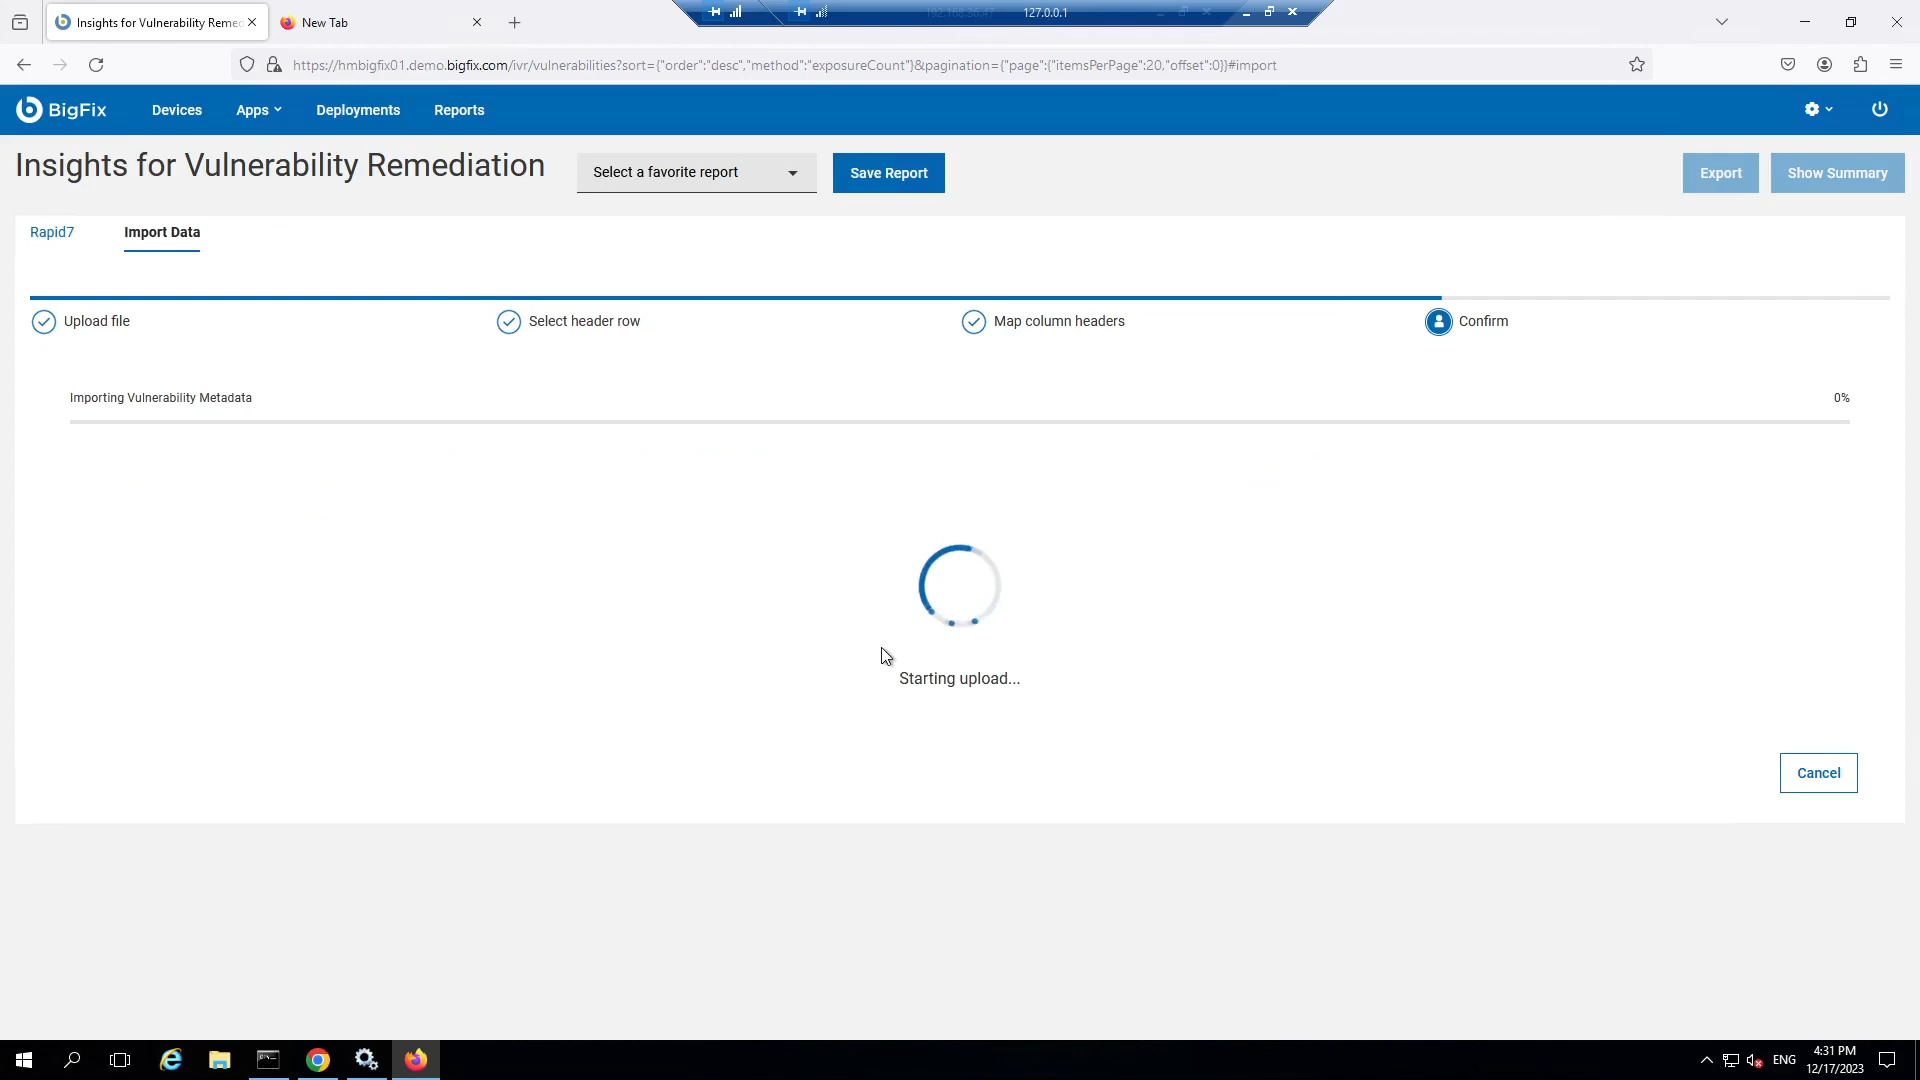 Insights for Vulnerability Remed
New Tab
127.0.0.1
https://hmbigfix01.demo.bigfix.com/ivr/vulnerabilities?sort={"order":"desc","method":"exposureCount"}&pagination={"page":{"itemsPerPage":20,"offset":0}}#import
BigFix
Devices
Apps
Deployments
Reports
Insights for Vulnerability Remediation
Select a favorite report
Save Report
Export
Show Summary
Rapid7
Import Data
Upload file
Select header row
Map column headers
Confirm
Importing Vulnerability Metadata
0%
Starting upload...
Cancel
ENG
4:31 PM
12/17/2023